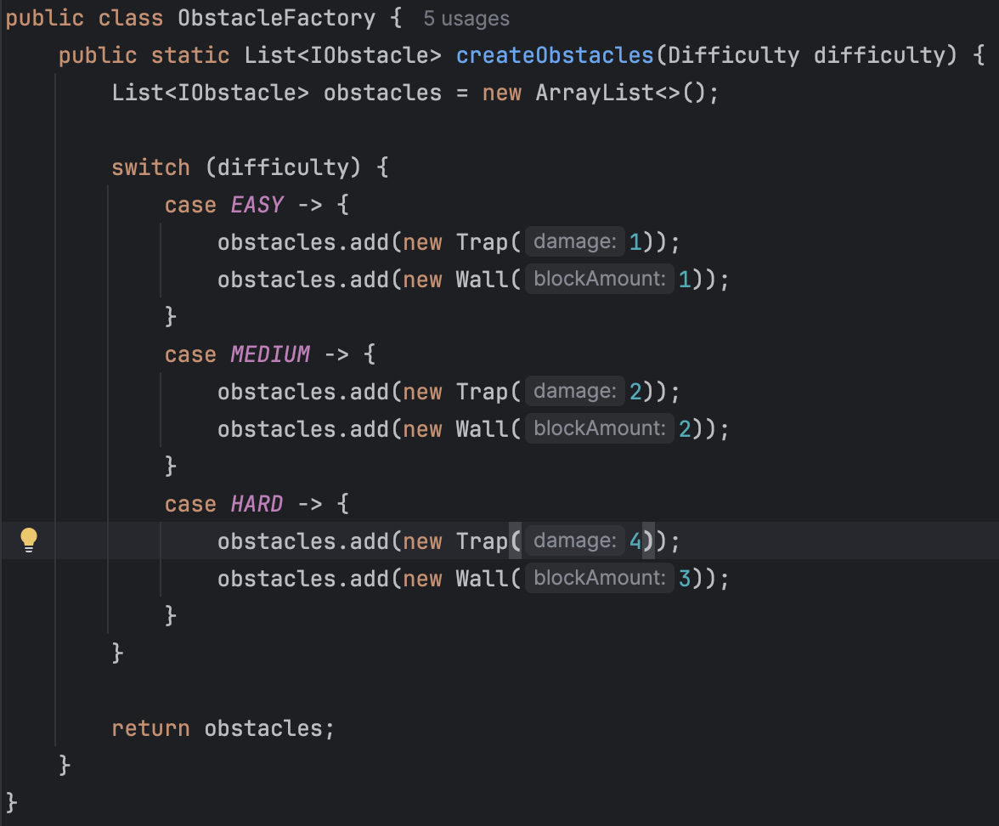 public class ObstacleFactory { 5 usages
public static List<IObstacle> createObstacles(Difficulty difficulty) {
List<IObstacle> obstacles = new ArrayList<>();
switch (difficulty) {
case EASY -> {
obstacles.add(new Trap( damage: 1));
obstacles.add(new Wall( blockAmount: 1));
}
case MEDIUM -> {
obstacles.add(new Trap( damage: 2));
obstacles.add(new Wall( blockAmount: 2));
}
case HARD -> {
obstacles.add(new Trap( damage: 4));
obstacles.add(new Wall( blockAmount: 3));
}
}
return obstacles;
}
}